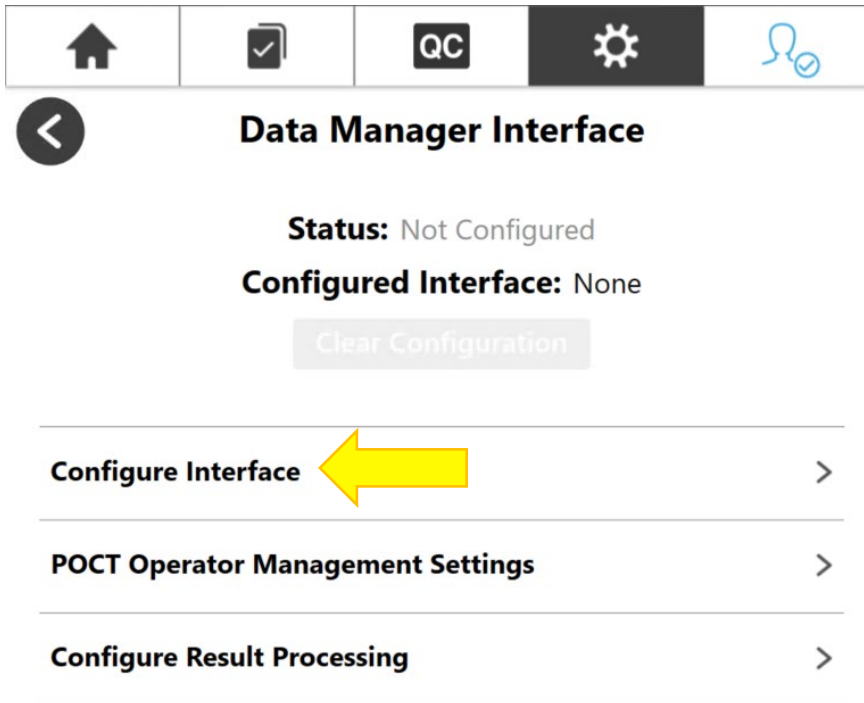 QC
Data Manager Interface
Status: Not Configured
Configured Interface: None
Clear Configuration
Configure Interface
POCT Operator Management Settings
Configure Result Processing